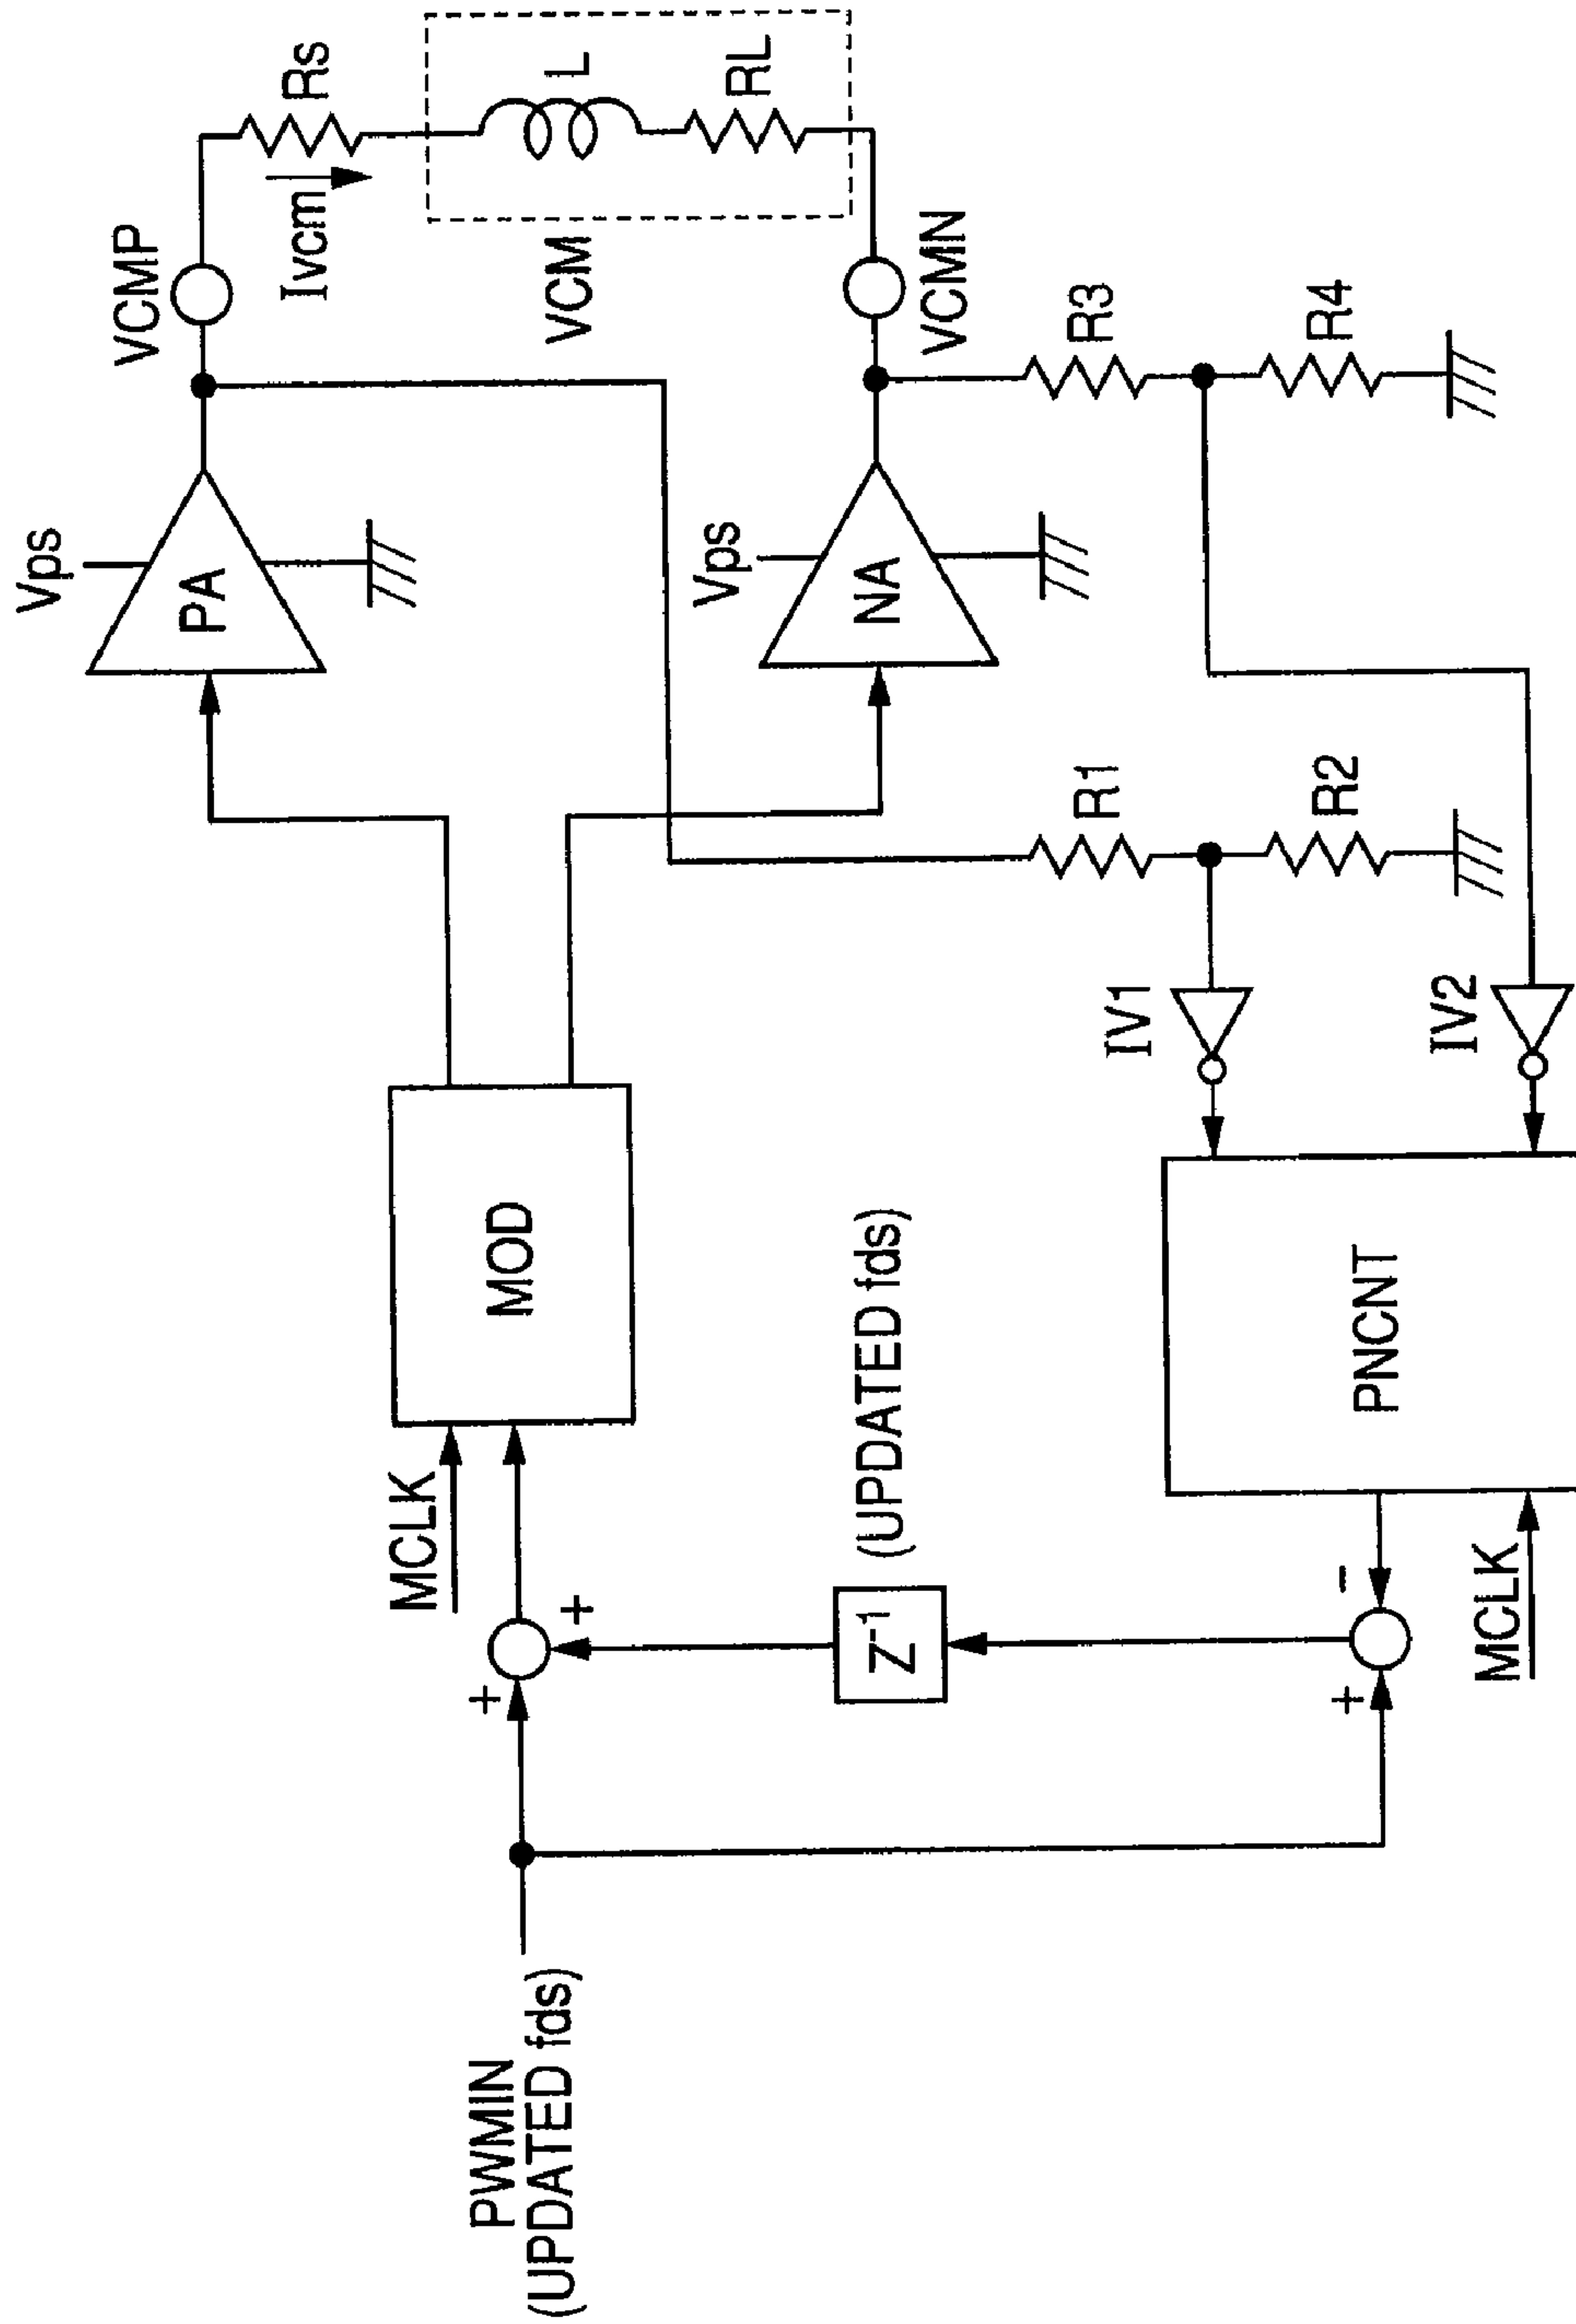 PWMIN
(UPDATED fds)
+
+
MCLK
MOD
Z-1
(UPDATED fds)
+
-
MCLK
PNCNT
Vps
PA
VCMP
Rs
Ivcm
L
RL
VCM
Vps
NA
VCMN
R1
R2
R3
R4
IV1
IV2